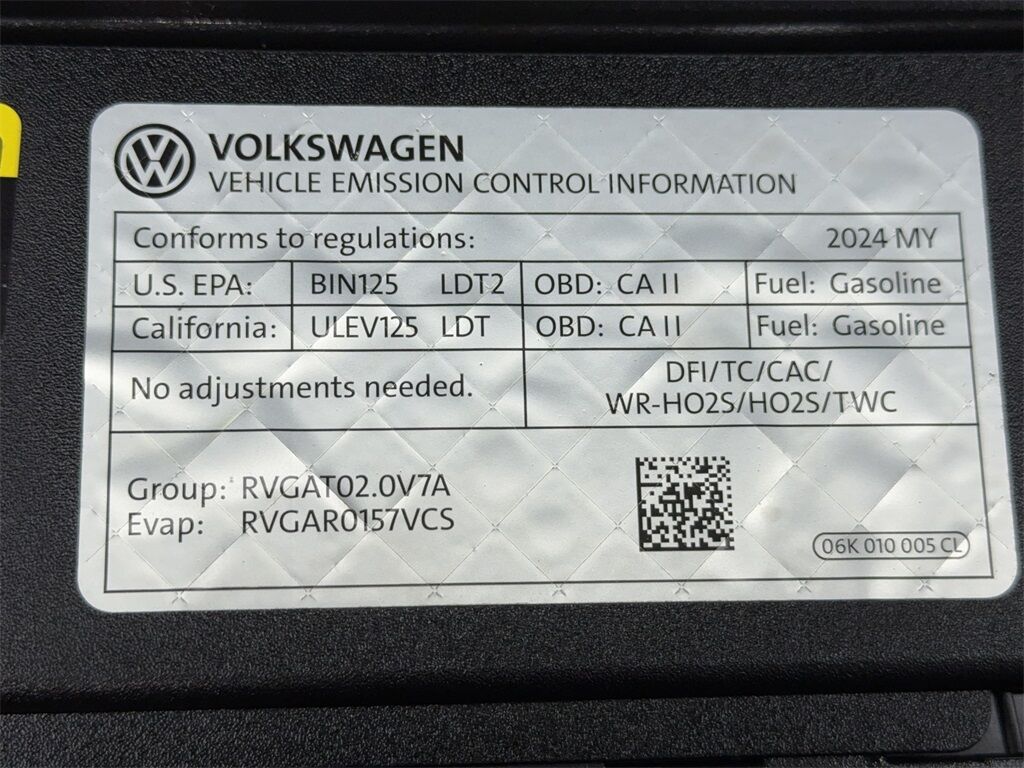 VOLKSWAGEN
VEHICLE EMISSION CONTROL INFORMATION
Conforms to regulations: 2024 MY
U.S. EPA: BIN125 LDT2 OBD: CA II Fuel: Gasoline
California: ULEV125 LDT OBD: CA II Fuel: Gasoline
No adjustments needed. DFI/TC/CAC/
WR-HO2S/HO2S/TWC
Group: RVGAT02.0V7A
Evap: RVGAR0157VCS
06K 010 005 CL